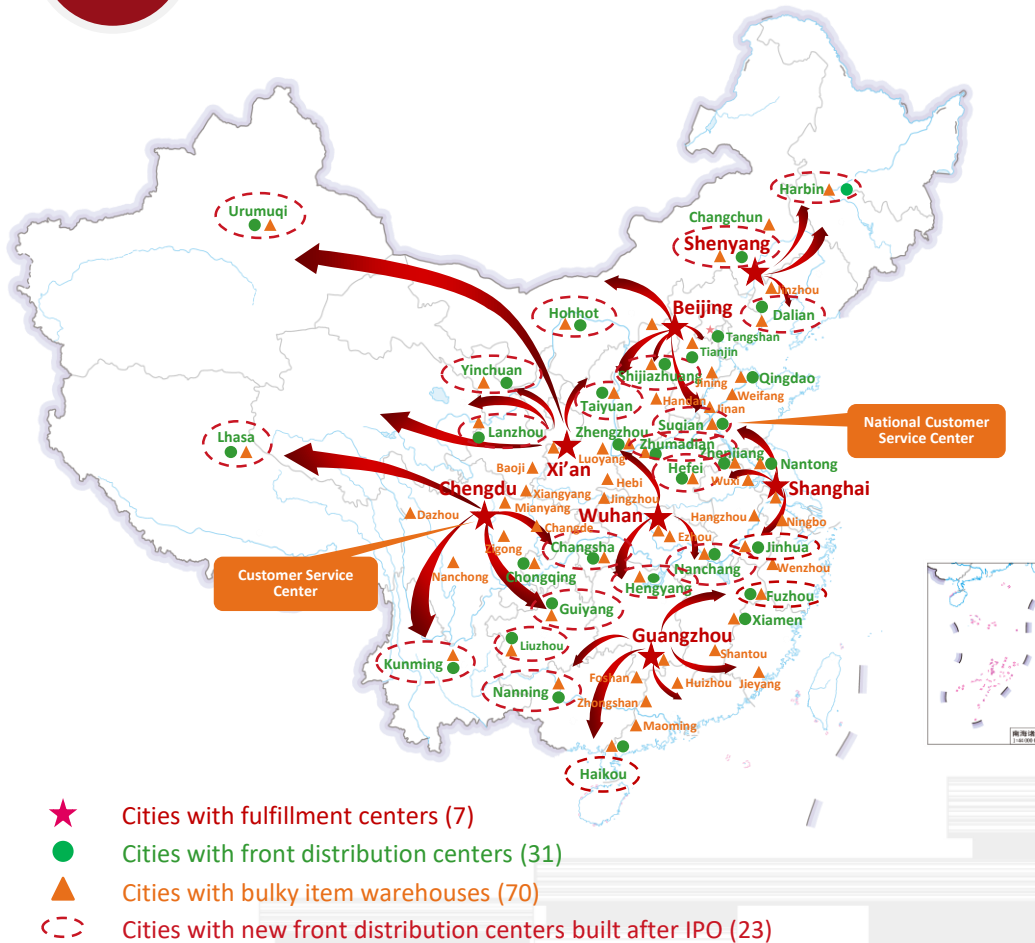 Harbin
Urumuqi
Changchun
Shenyang
Jinzhou
Beijing
Hohhot
Dalian
Tangshan
Tianjin
Yinchuan
Shijiazhuang
Jining
Qingdao
Taiyuan
Handan
Weifang
Jinan
Suqian
National Customer
Service Center
Lanzhou
Zhengzhou
Zhumadian
Lhasa
Luoyang
Zhenjiang
Nantong
Xi'an
Hefei
Baoji
Hebi
Wuxi
Shanghai
Chengdu
Xiangyang
Jingzhou
Mianyang
Wuhan
Hangzhou
Ningbo
Dazhou
Changde
Ezhou
Zigong
Changsha
Jinhua
Customer Service
Center
Nanchong
Chongqing
Nanchang
Wenzhou
Hengyang
Fuzhou
Guiyang
Xiamen
Guangzhou
Liuzhou
Shantou
Kunming
Foshan
Huizhou
Jieyang
Nanning
Zhongshan
Maoming
Haikou
Cities with fulfillment centers (7)
Cities with front distribution centers (31)
Cities with bulky item warehouses (70)
Cities with new front distribution centers built after IPO (23)